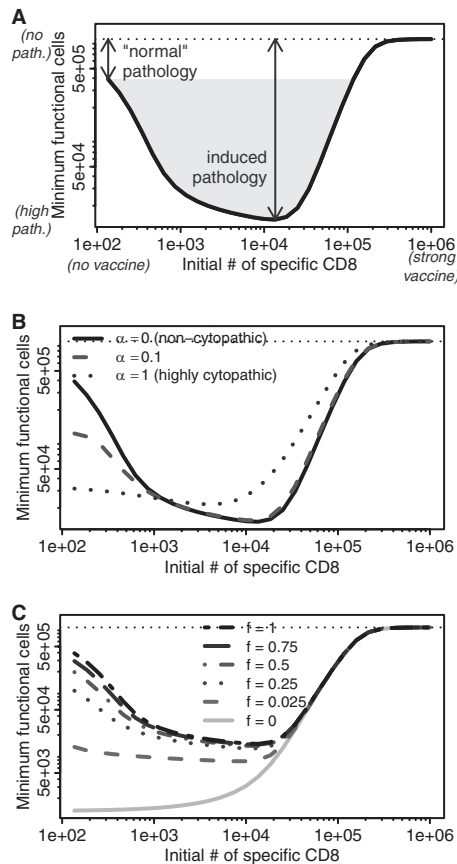 A
(no
path.)
"normal"
pathology
induced
pathology
Minimum functional cells
5e+05
5e+04
(high
path.)
1e+02 1e+03 1e+04 1e+05 1e+06
(no vaccine) Initial # of specific CD8 (strong
vaccine)
B
α = 0 (non−cytopathic)
α = 0.1
α = 1 (highly cytopathic)
Minimum functional cells
5e+05
5e+04
1e+02 1e+03 1e+04 1e+05 1e+06
Initial # of specific CD8
C
f = 1
f = 0.75
f = 0.5
f = 0.25
f = 0.025
f = 0
Minimum functional cells
5e+05
5e+04
5e+03
1e+02 1e+03 1e+04 1e+05 1e+06
Initial # of specific CD8